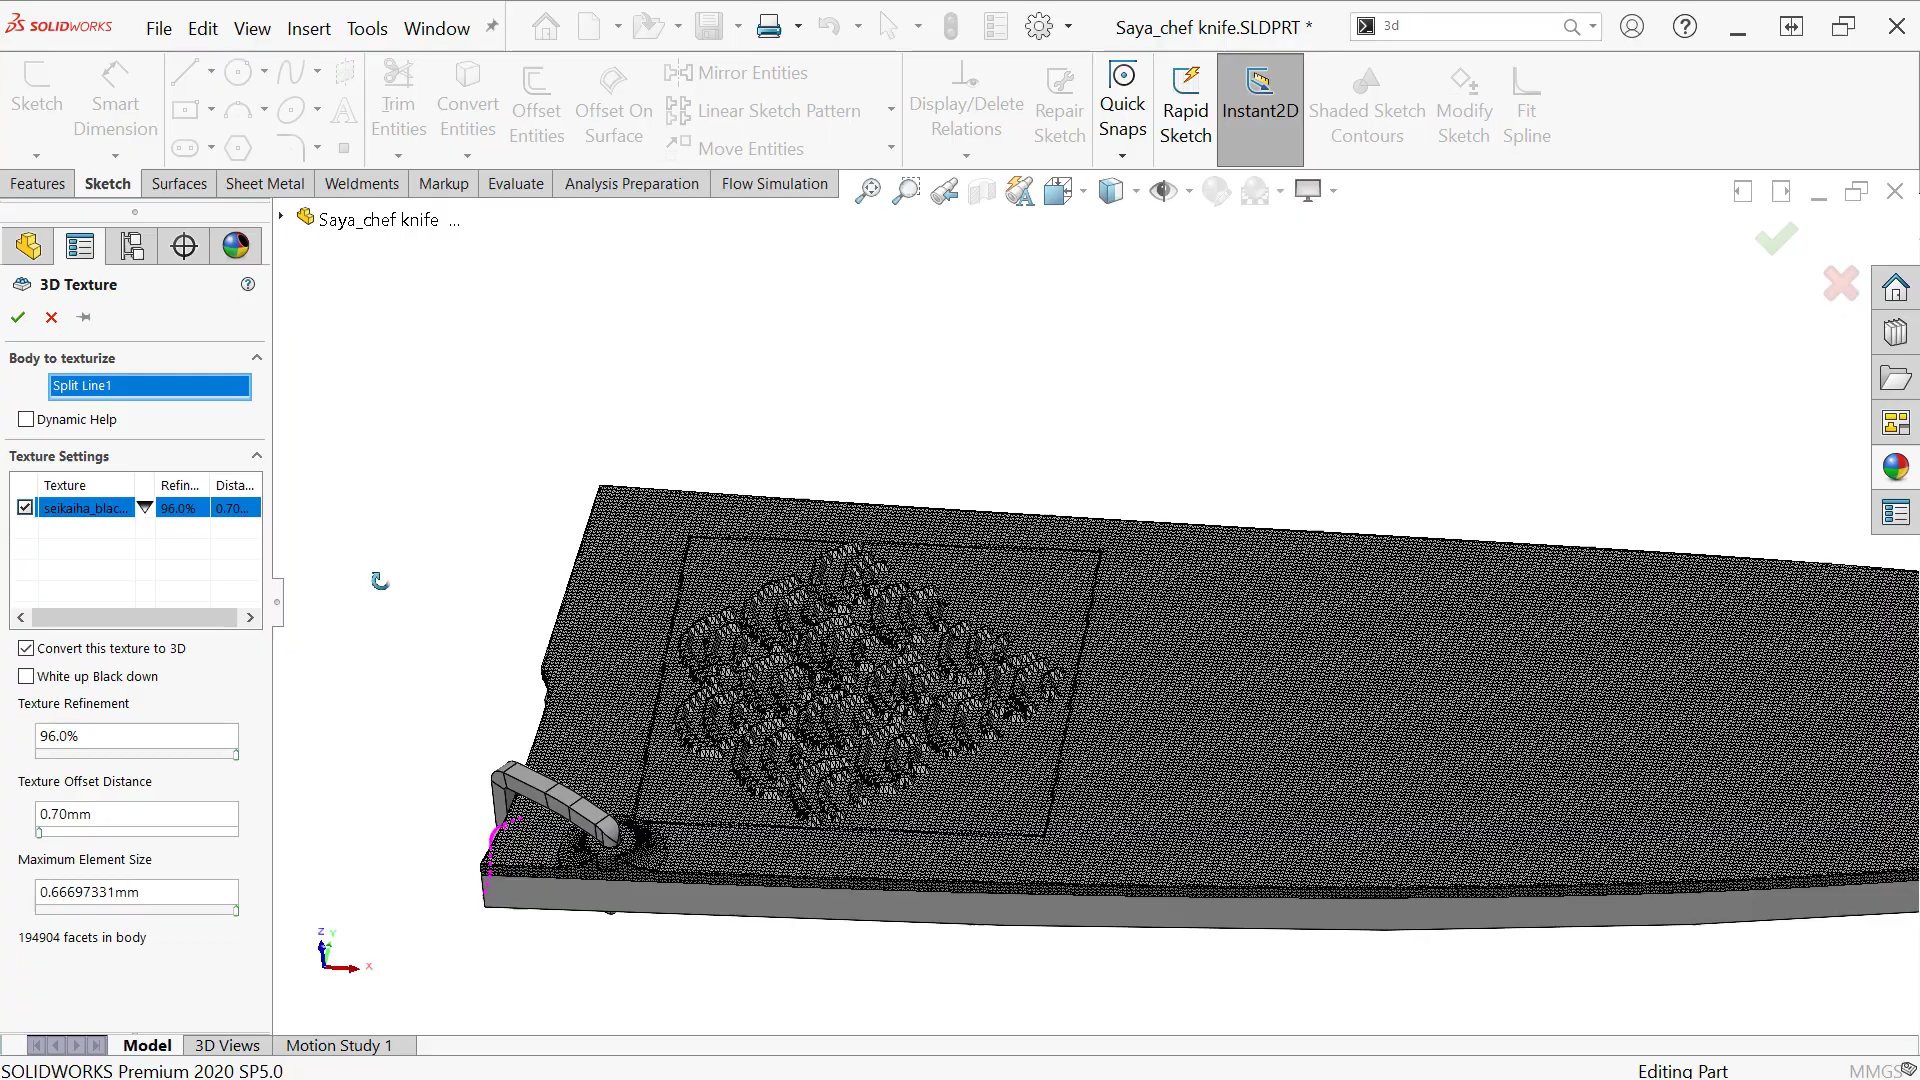 SOLIDWORKS File Edit View Insert Tools Window
Saya_chef knife.SLDPRT *
3d
Sketch
Smart Dimension
Trim Entities
Convert Entities
Offset Entities
Offset On Surface
Mirror Entities
Linear Sketch Pattern
Move Entities
Display/Delete Relations
Repair Sketch
Quick Snaps
Rapid Sketch
Instant2D
Shaded Sketch Contours
Modify Sketch
Fit Spline
Features Sketch Surfaces Sheet Metal Weldments Markup Evaluate Analysis Preparation Flow Simulation
Saya_chef knife ...
3D Texture
Body to texturize
Split Line1
Dynamic Help
Texture Settings
Texture Refin... Dista...
seikaiha_blac... 96.0% 0.70...
Convert this texture to 3D
White up Black down
Texture Refinement
96.0%
Texture Offset Distance
0.70mm
Maximum Element Size
0.66697331mm
194904 facets in body
Z Y
X
Model 3D Views Motion Study 1
SOLIDWORKS Premium 2020 SP5.0
Editing Part
MMGS